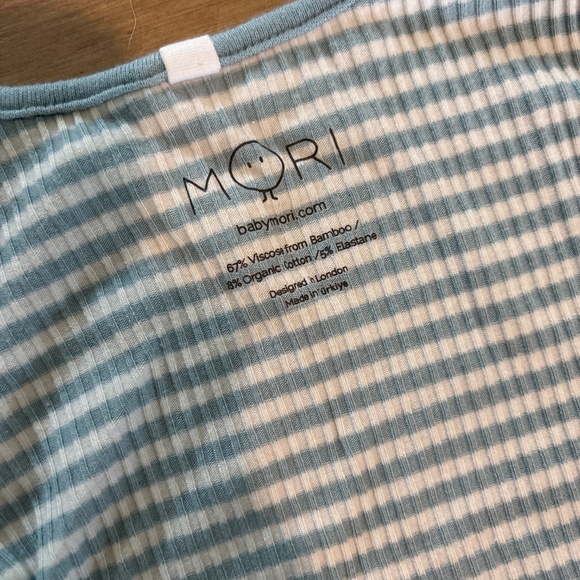 MORI
babymori.com
67% Viscose from Bamboo /
8% Organic Cotton / 5% Elastane
Designed in London
Made in Türkiye